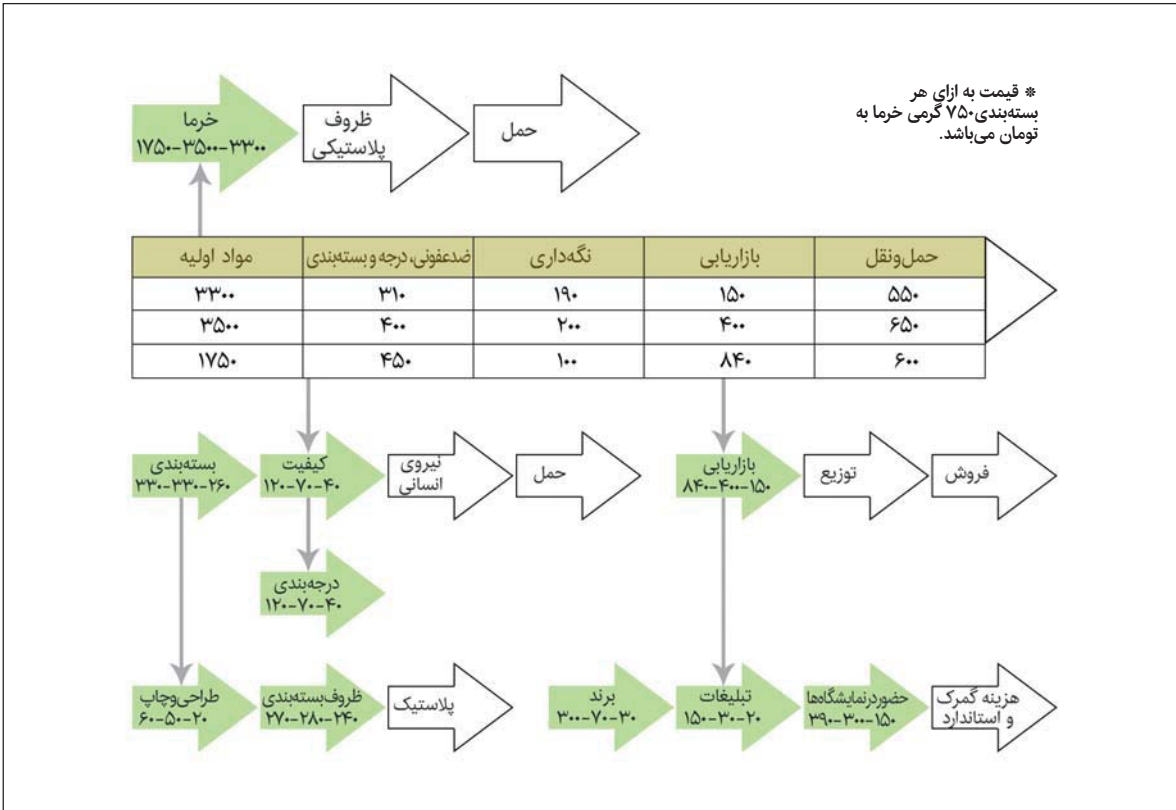 * قیمت به ازای هر
بسته‌بندی ۷۵۰ گرمی خرما به
تومان می‌باشد.
خرما
۱۷۵۰-۳۵۰۰-۳۳۰۰
ظروف
پلاستیکی
حمل
مواد اولیه
ضدعفونی، درجه و بسته‌بندی
نگه‌داری
بازاریابی
حمل‌ونقل
۳۳۰۰
۳۱۰
۱۹۰
۱۵۰
۵۵۰
۳۵۰۰
۴۰۰
۲۰۰
۴۰۰
۶۵۰
۱۷۵۰
۴۵۰
۱۰۰
۸۴۰
۶۰۰
بسته‌بندی
۳۳۰-۳۳۰-۲۶۰
کیفیت
۱۲۰-۷۰-۴۰
نیروی
انسانی
حمل
بازاریابی
۸۴۰-۴۰۰-۱۵۰
توزیع
فروش
درجه‌بندی
۱۲۰-۷۰-۴۰
طراحی‌وچاپ
۶۰-۵۰-۲۰
ظروف‌بسته‌بندی
۲۷۰-۲۸۰-۲۴۰
پلاستیک
برند
۳۰۰-۷۰-۳۰
تبلیغات
۱۵۰-۳۰-۲۰
حضوردرنمایشگاه‌ها
۳۹۰-۳۰۰-۱۵۰
هزینه گمرک
و استاندارد